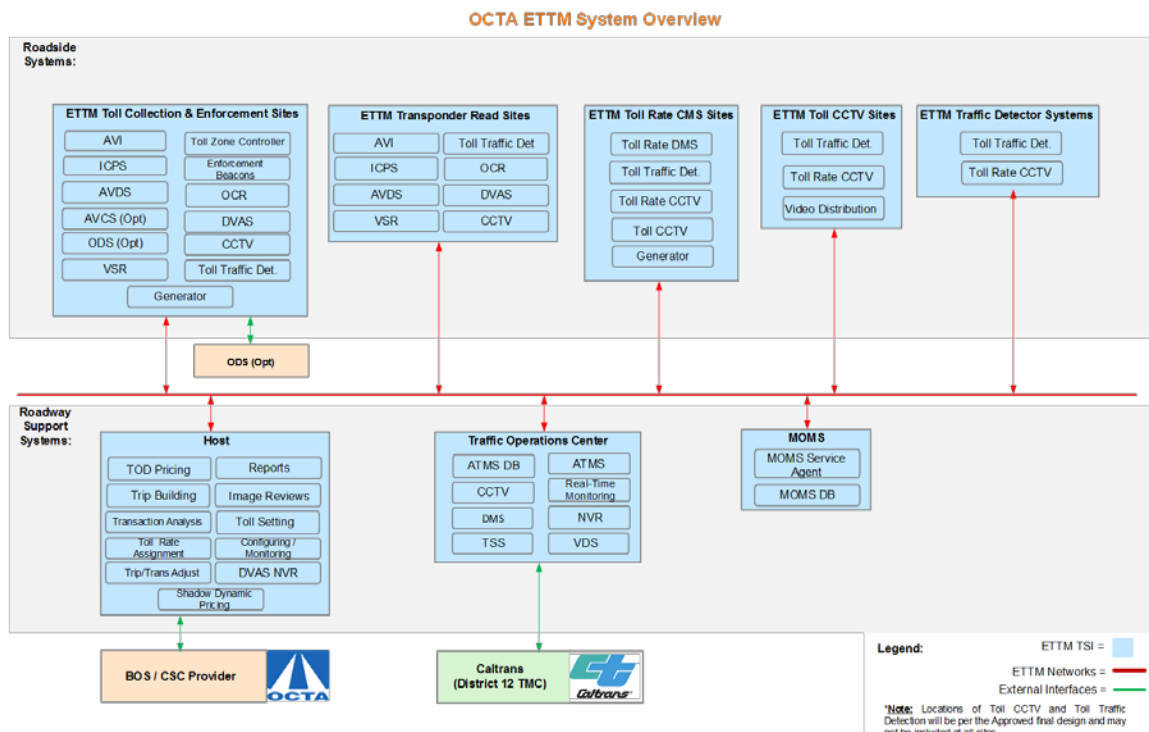 OCTA ETTM System Overview
Roadside
Systems:
ETTM Toll Collection & Enforcement Sites
AVI
ICPS
AVDS
AVCS (Opt)
ODS (Opt)
VSR
Toll Zone Controller
Enforcement
Beacons
OCR
DVAS
CCTV
Toll Traffic Det.
Generator
ETTM Transponder Read Sites
AVI
ICPS
AVDS
VSR
Toll Traffic Det
OCR
DVAS
CCTV
ETTM Toll Rate CMS Sites
Toll Rate DMS
Toll Traffic Det.
Toll Rate CCTV
Toll CCTV
Generator
ETTM Toll CCTV Sites
Toll Traffic Det.
Toll Rate CCTV
Video Distribution
ETTM Traffic Detector Systems
Toll Traffic Det.
Toll Rate CCTV
ODS (Opt)
Roadway
Support
Systems:
Host
TOD Pricing
Trip Building
Transaction Analysis
Toll Rate
Assignment
Trip/Trans Adjust
Reports
Image Reviews
Toll Setting
Configuring /
Monitoring
DVAS NVR
Shadow Dynamic
Pricing
Traffic Operations Center
ATMS DB
CCTV
DMS
TSS
ATMS
Real-Time
Monitoring
NVR
VDS
MOMS
MOMS Service
Agent
MOMS DB
BOS / CSC Provider
OCTA
Caltrans
(District 12 TMC)
Caltrans
Legend:
ETTM TSI =
ETTM Networks =
External Interfaces =
*Note: Locations of Toll CCTV and Toll Traffic
Detection will be per the Approved final design and may
not be included at all sites